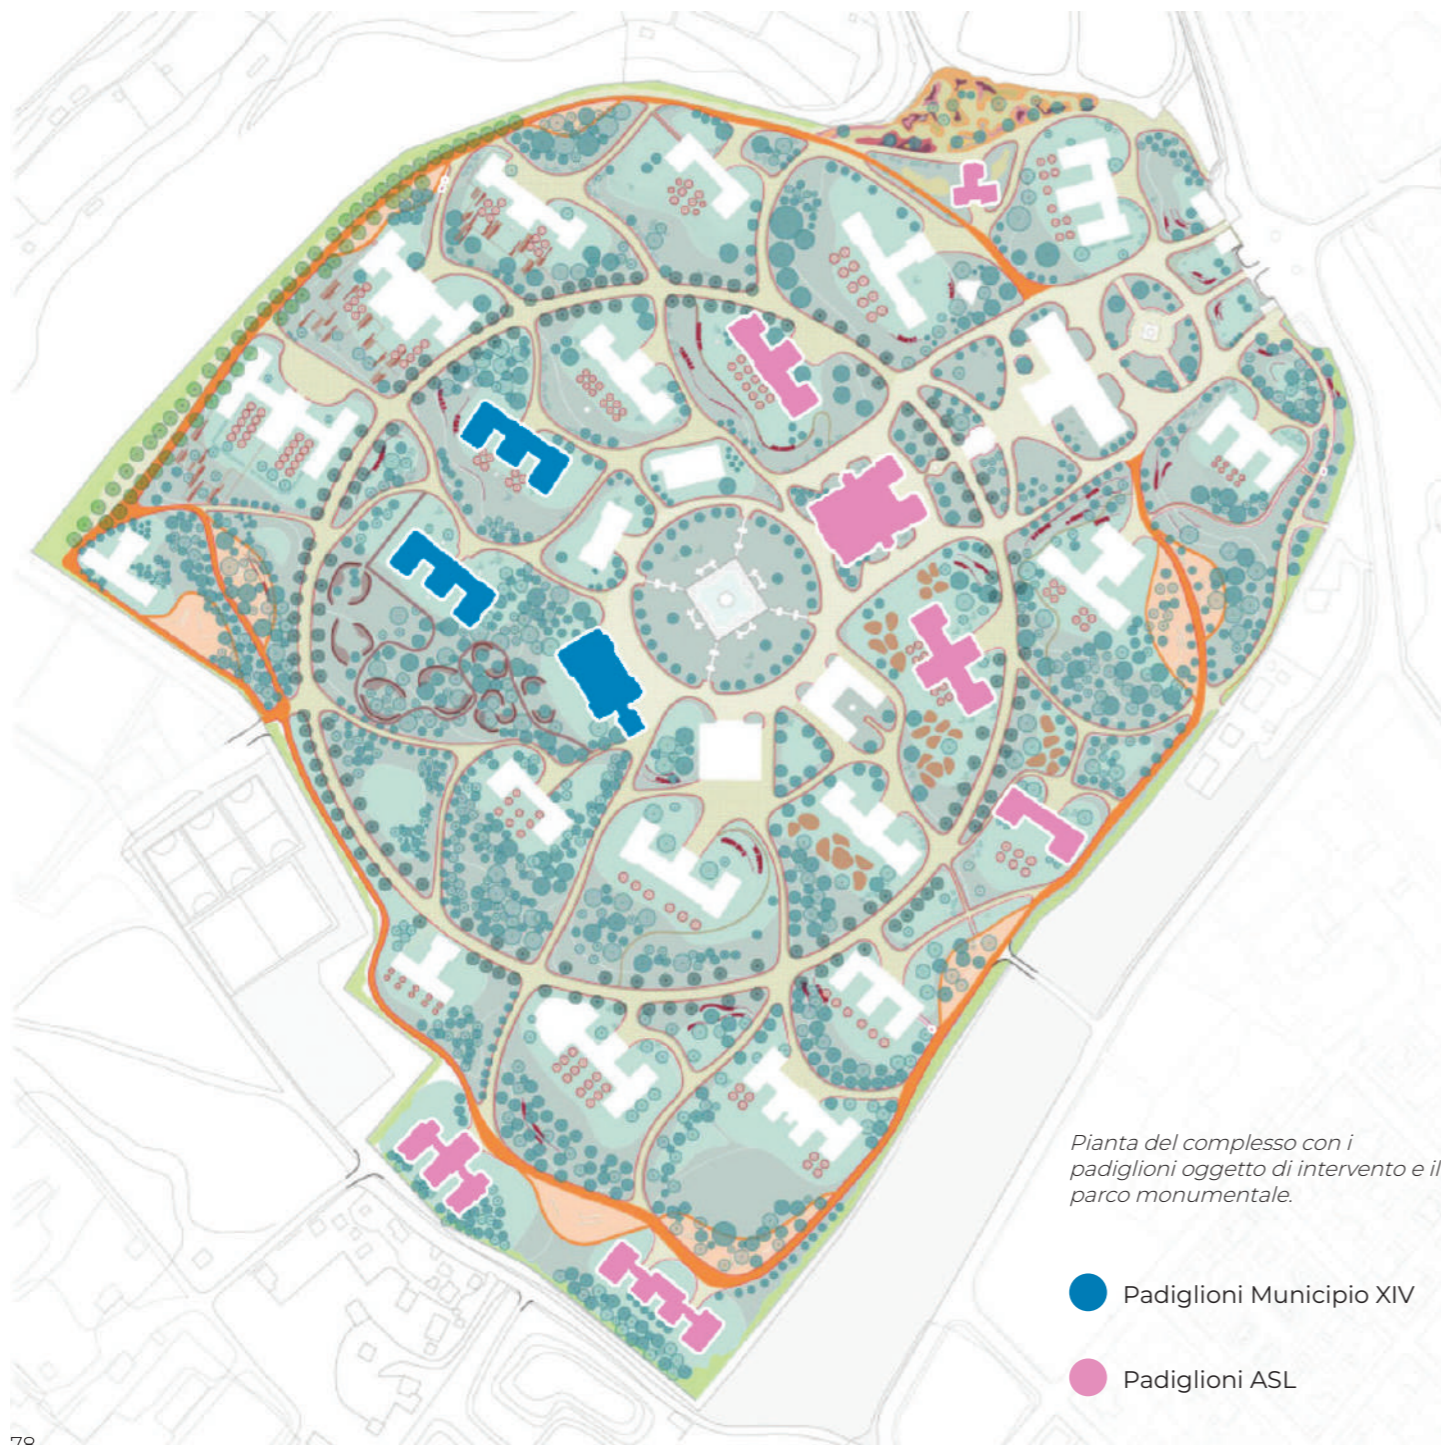 Pianta del complesso con i
padiglioni oggetto di intervento e il
parco monumentale.
Padiglioni Municipio XIV
Padiglioni ASL